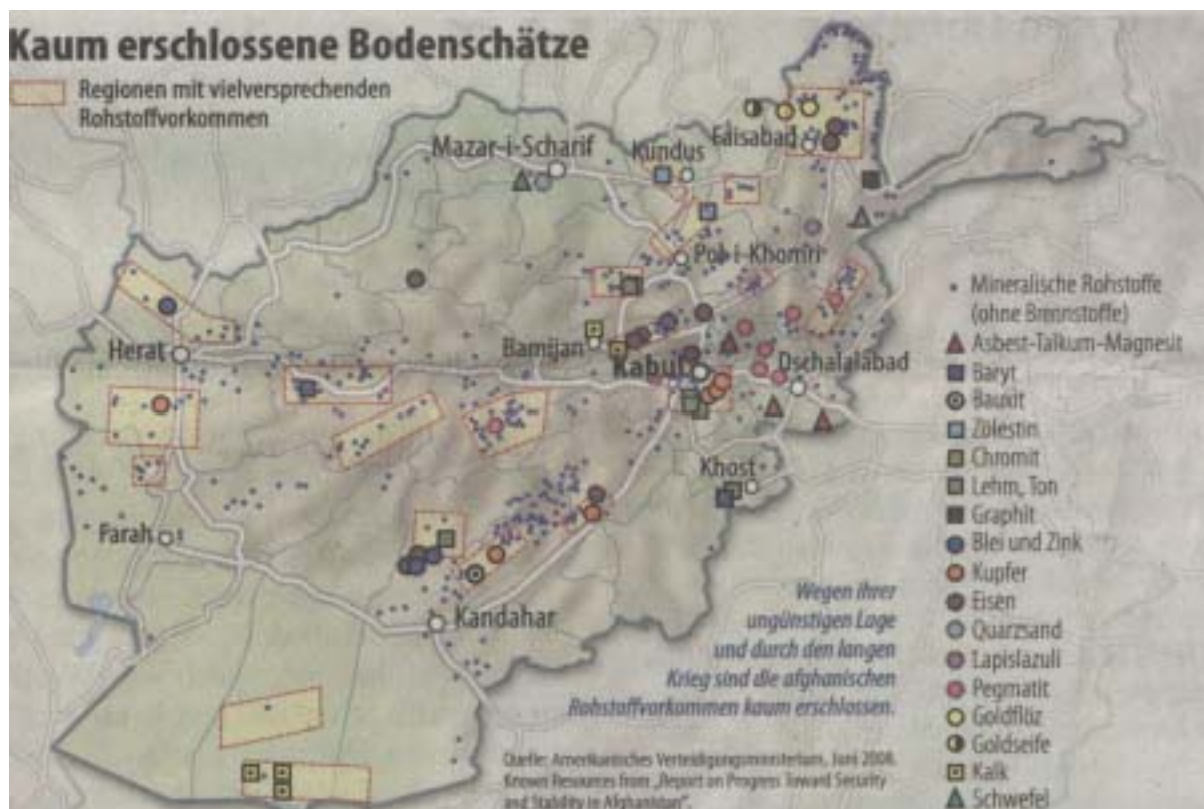 Kaum erschlossene Bodenschätze
Regionen mit vielversprechenden
Rohstoffvorkommen
Mazar-i-Scharif
Kundus
Faisabad
Pol-i-Khomri
Herat
Bamijan
Kabul
Dschalalabad
Khost
Farah
Kandahar
Mineralische Rohstoffe
(ohne Brennstoffe)
Asbest-Talkum-Magnesit
Baryt
Bauxit
Zölestin
Chromit
Lehm, Ton
Graphit
Blei und Zink
Kupfer
Eisen
Quarzsand
Lapislazuli
Pegmatit
Goldflöz
Goldseife
Kalk
Schwefel
Wegen ihrer
ungünstigen Lage
und durch den langen
Krieg sind die afghanischen
Rohstoffvorkommen kaum erschlossen.
Quelle: Amerikanisches Verteidigungsministerium, Juni 2008.
Known Resources from „Report on Progress Toward Security
and Stability in Afghanistan".